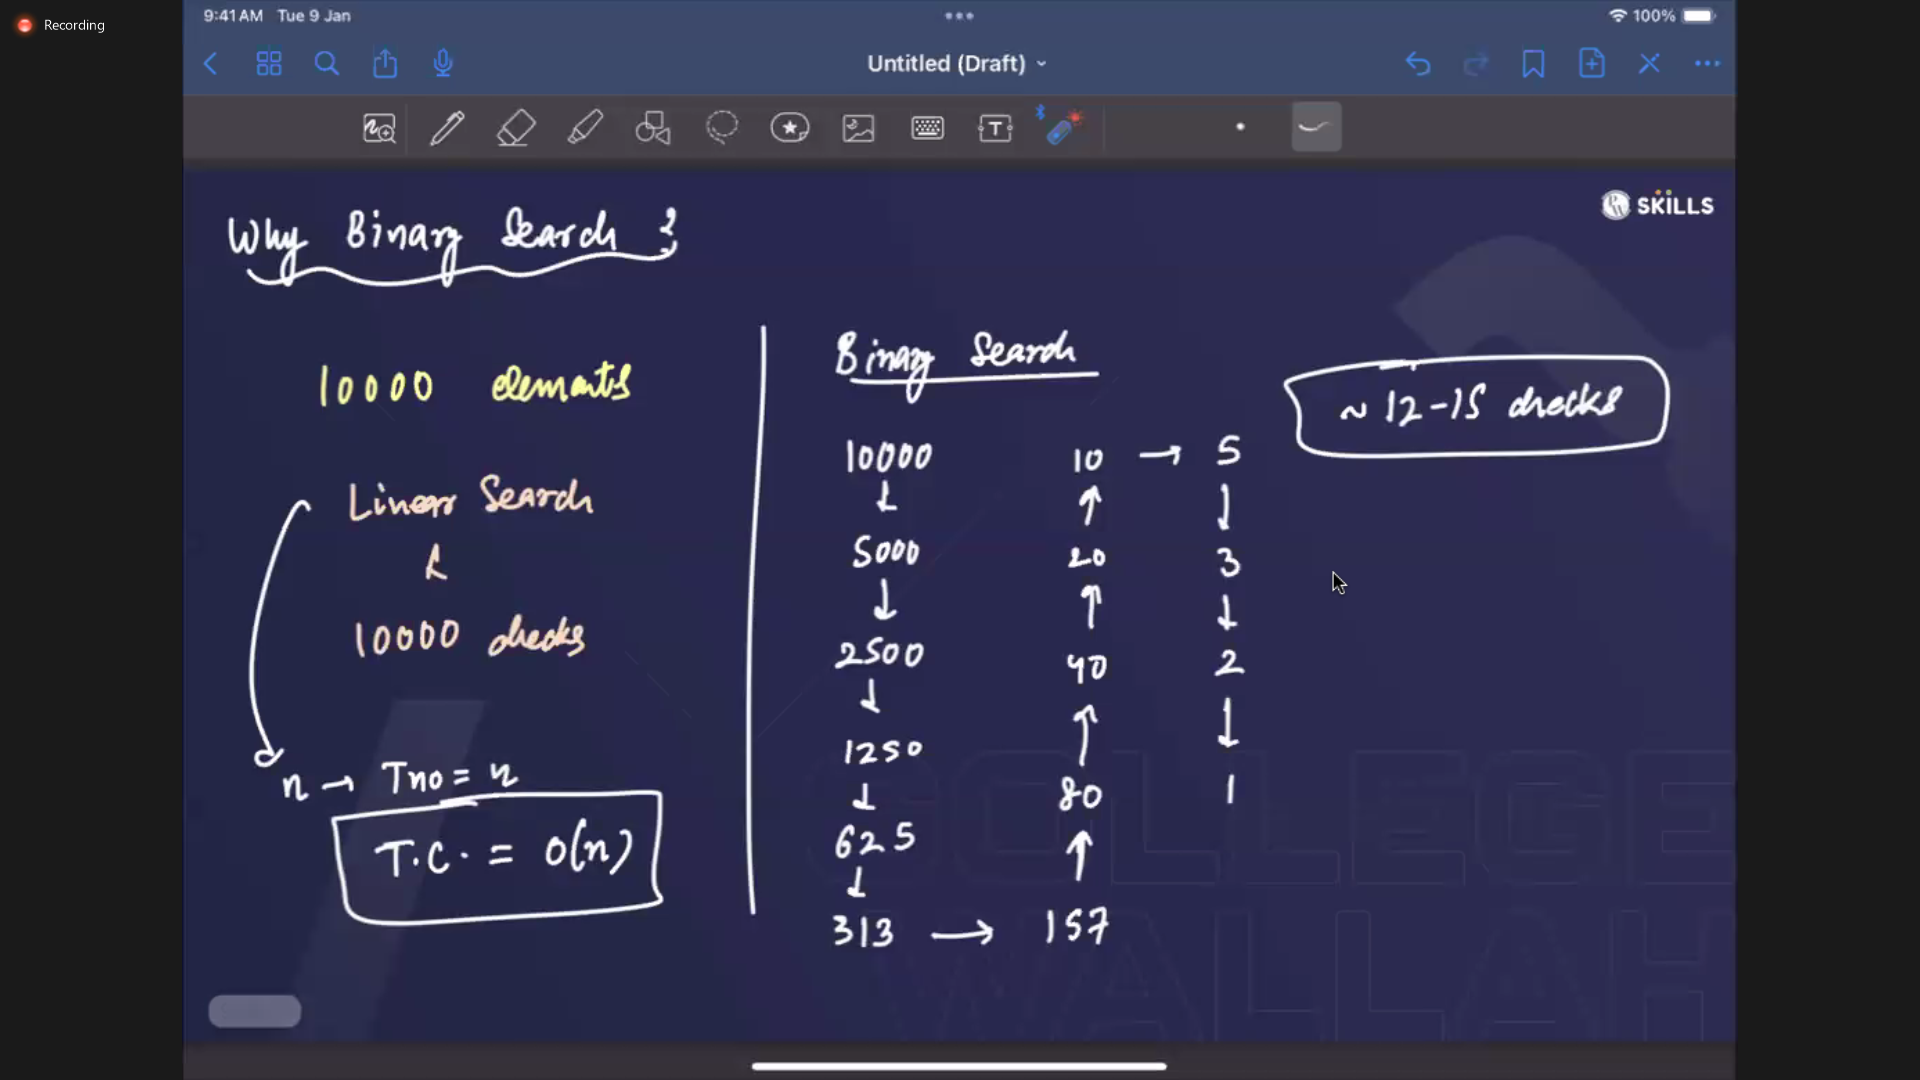 Recording
9:41 AM Tue 9 Jan
100%
Untitled (Draft)
T
SKILLS
Why Binary Search ?
10000 elements
Linear Search
↓
10000 checks
n → Tno = n
T.C. = O(n)
Binary Search
10000
↓
5000
↓
2500
↓
1250
↓
625
↓
313 → 157
↑
80
↑
40
↑
20
↑
10 → 5
↓
3
↓
2
↓
1
~ 12-15 checks
COLLEGE
WALLAH